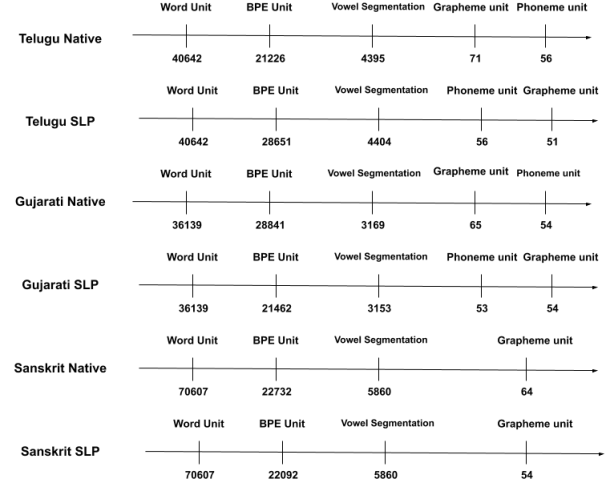 Word Unit BPE Unit Vowel Segmentation Grapheme unit Phoneme unit
Telugu Native
40642 21226 4395 71 56
Word Unit BPE Unit Vowel Segmentation Phoneme unit Grapheme unit
Telugu SLP
40642 28651 4404 56 51
Word Unit BPE Unit Vowel Segmentation Grapheme unit Phoneme unit
Gujarati Native
36139 28841 3169 65 54
Word Unit BPE Unit Vowel Segmentation Phoneme unit Grapheme unit
Gujarati SLP
36139 21462 3153 53 54
Word Unit BPE Unit Vowel Segmentation Grapheme unit
Sanskrit Native
70607 22732 5860 64
Word Unit BPE Unit Vowel Segmentation Grapheme unit
Sanskrit SLP
70607 22092 5860 54